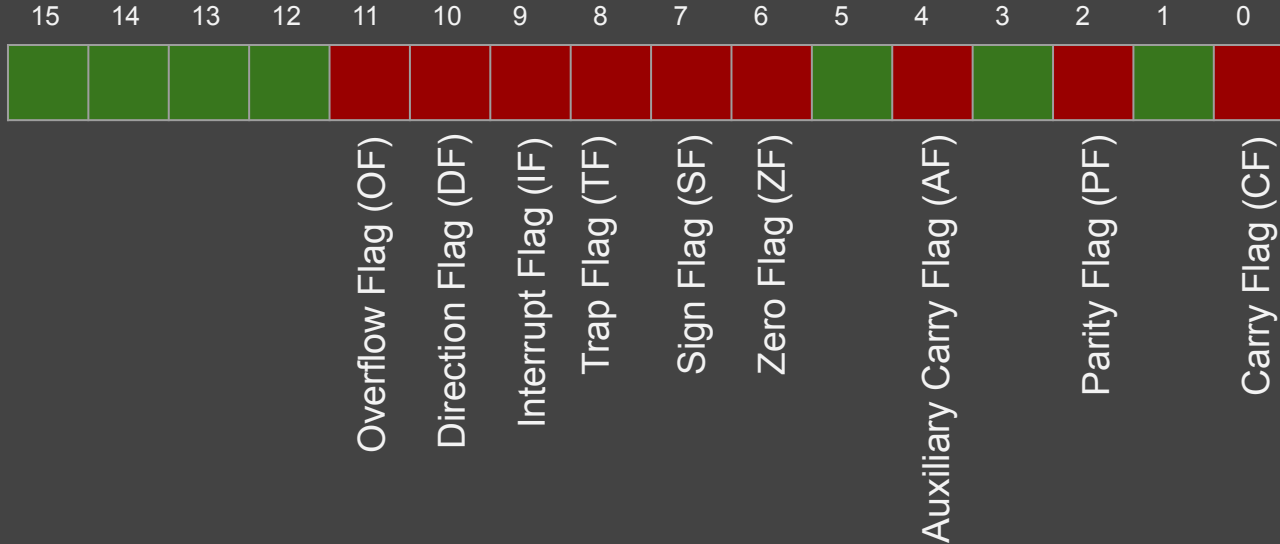 15 14 13 12 11 10 9 8 7 6 5 4 3 2 1 0
Overflow Flag (OF)
Direction Flag (DF)
Interrupt Flag (IF)
Trap Flag (TF)
Sign Flag (SF)
Zero Flag (ZF)
Auxiliary Carry Flag (AF)
Parity Flag (PF)
Carry Flag (CF)